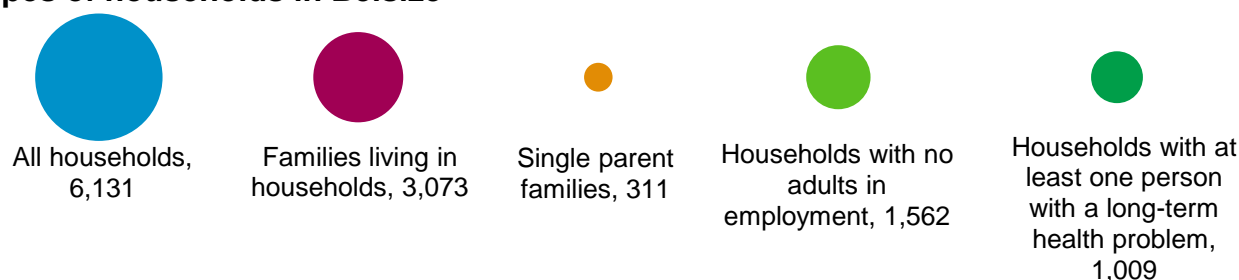 All households,
6,131
Families living in
households, 3,073
Single parent
families, 311
Households with no
adults in
employment, 1,562
Households with at
least one person
with a long-term
health problem,
1,009